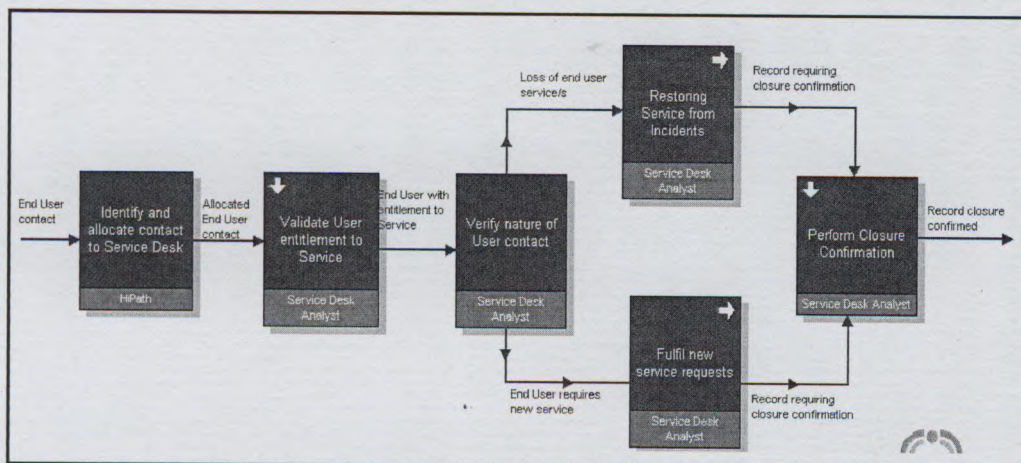 End User
contact
Identify and
allocate contact
to Service Desk
HiPath
Allocated
End User
contact
Validate User
entitlement to
Service
Service Desk
Analyst
End User with
entitlement to
Service
Verify nature of
User contact
Service Desk
Analyst
Loss of end user
service/s
Restoring
Service from
Incidents
Service Desk
Analyst
Record requiring
closure confirmation
End User requires
new service
Fulfil new
service requests
Service Desk
Analyst
Record requiring
closure confirmation
Perform Closure
Confirmation
Service Desk Analyst
Record closure
confirmed